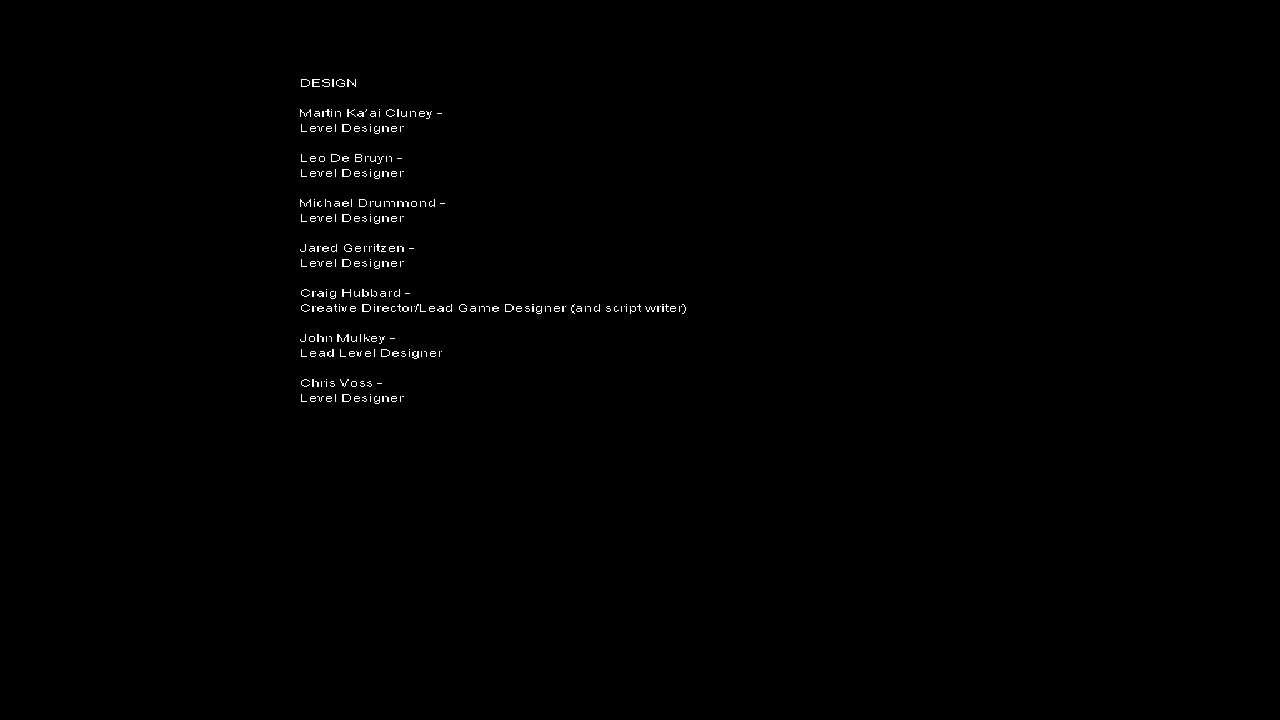 DESIGN
Martin Ka'ai Cluney -
Level Designer
Leo De Bruyn -
Level Designer
Michael Drummond -
Level Designer
Jared Gerritzen -
Level Designer
Craig Hubbard -
Creative Director/Lead Game Designer (and script writer)
John Mulkey -
Lead Level Designer
Chris Voss -
Level Designer